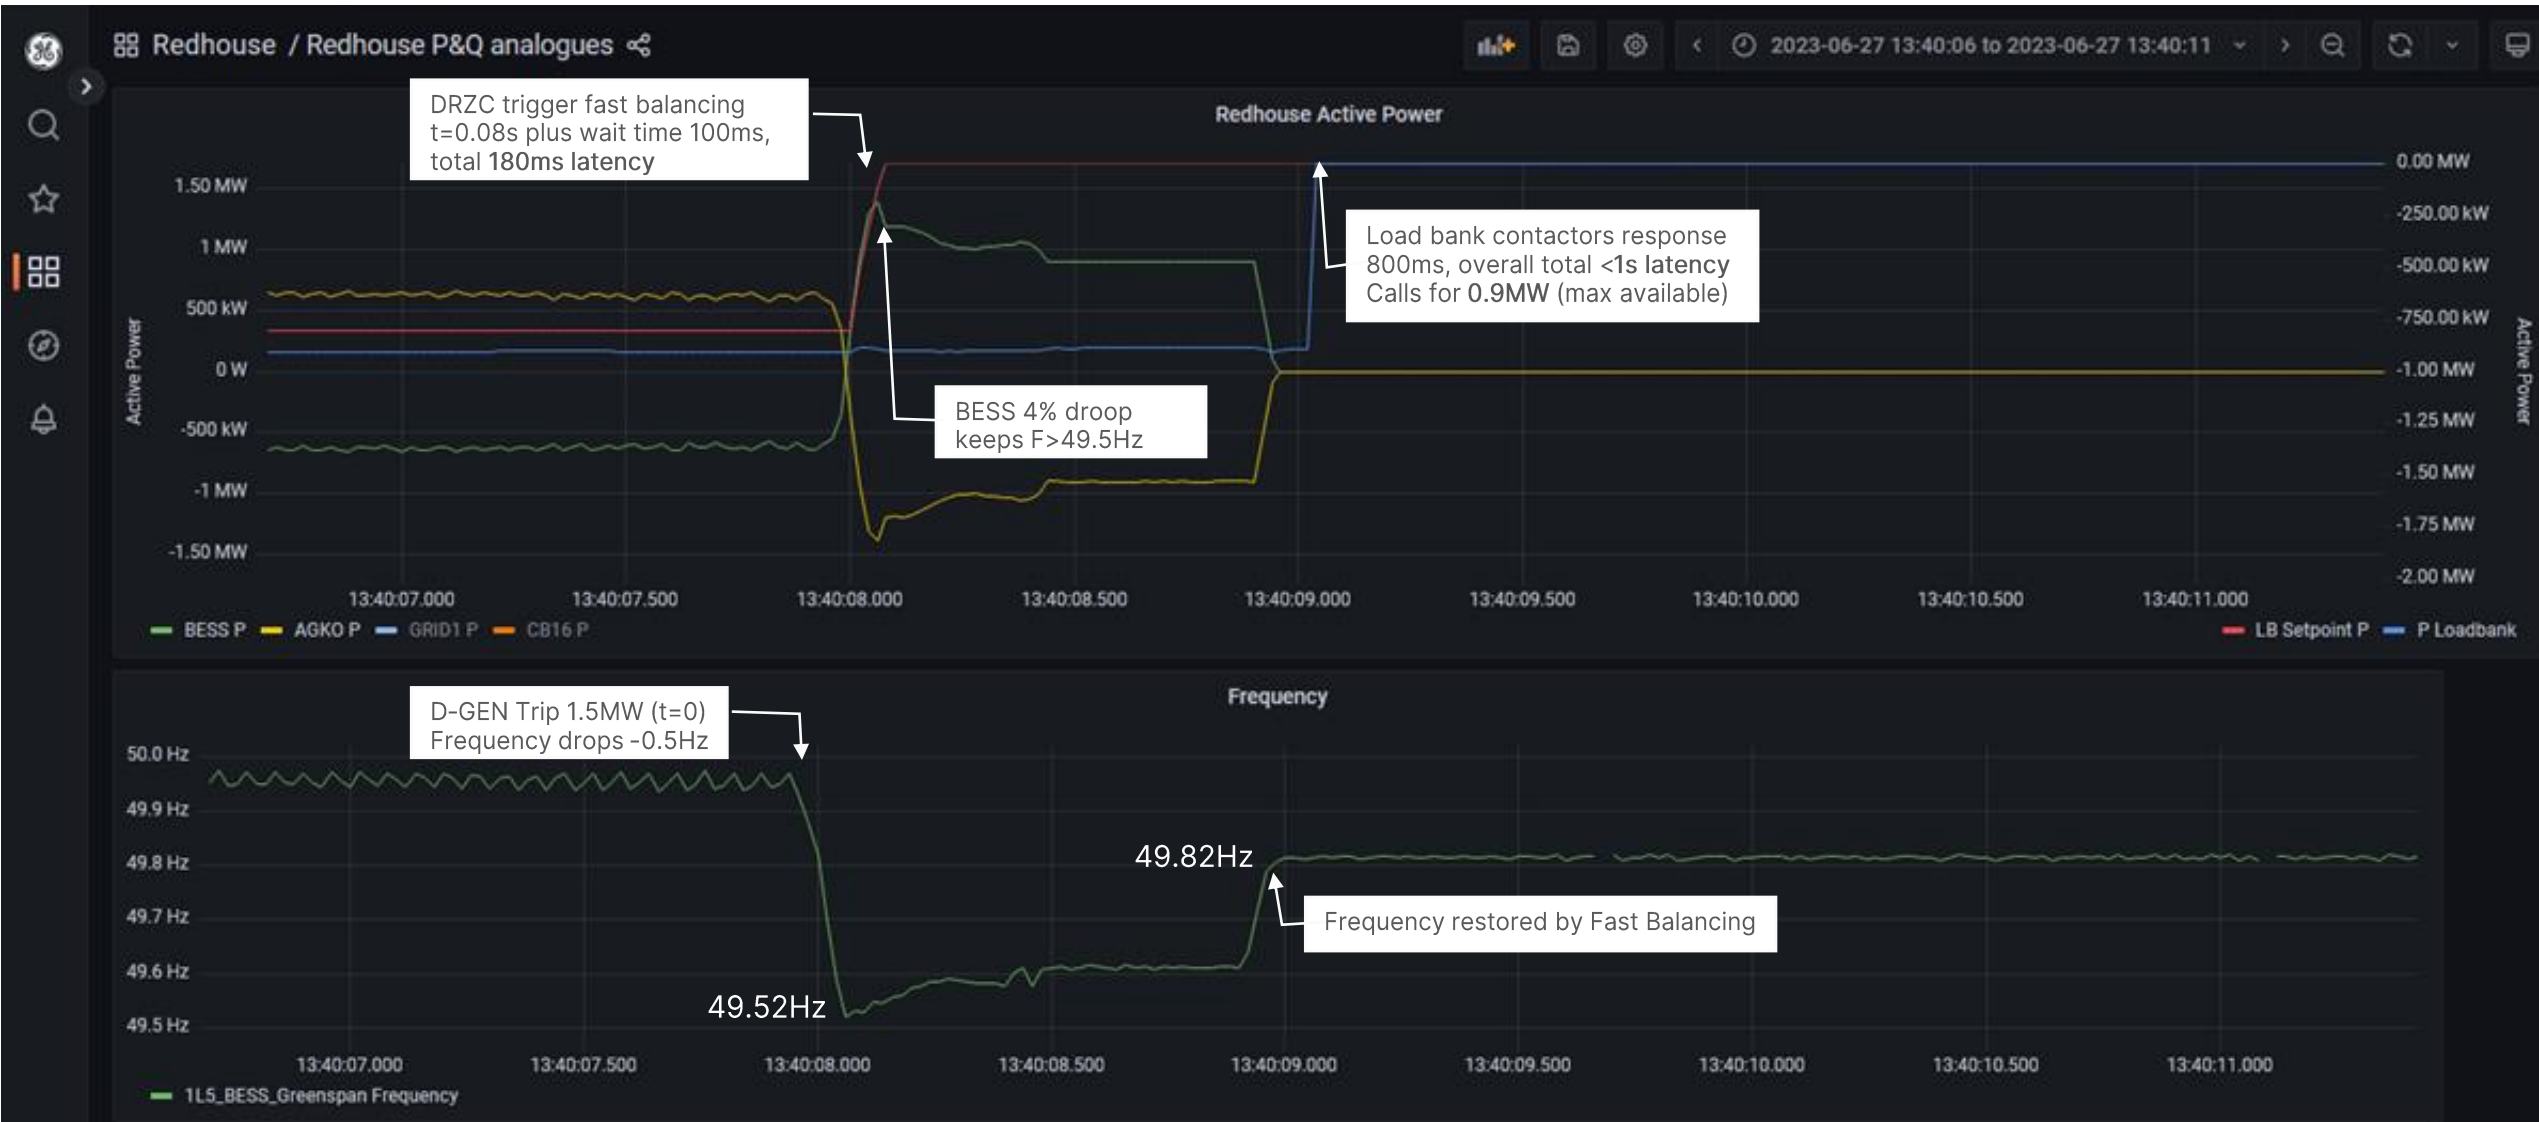 Redhouse / Redhouse P&Q analogues
2023-06-27 13:40:06 to 2023-06-27 13:40:11
DRZC trigger fast balancing
t=0.08s plus wait time 100ms,
total 180ms latency
Redhouse Active Power
1.50 MW
1 MW
500 kW
0 W
-500 kW
-1 MW
-1.50 MW
Active Power
0.00 MW
-250.00 kW
-500.00 kW
-750.00 kW
-1.00 MW
-1.25 MW
-1.50 MW
-1.75 MW
-2.00 MW
Active Power
Load bank contactors response
800ms, overall total <1s latency
Calls for 0.9MW (max available)
BESS 4% droop
keeps F>49.5Hz
13:40:07.000 13:40:07.500 13:40:08.000 13:40:08.500 13:40:09.000 13:40:09.500 13:40:10.000 13:40:10.500 13:40:11.000
BESS P AGKO P GRID1 P CB16 P
LB Setpoint P P Loadbank
D-GEN Trip 1.5MW (t=0)
Frequency drops -0.5Hz
Frequency
50.0 Hz
49.9 Hz
49.8 Hz
49.7 Hz
49.6 Hz
49.5 Hz
49.82Hz
Frequency restored by Fast Balancing
49.52Hz
13:40:07.000 13:40:07.500 13:40:08.000 13:40:08.500 13:40:09.000 13:40:09.500 13:40:10.000 13:40:10.500 13:40:11.000
1L5_BESS_Greenspan Frequency